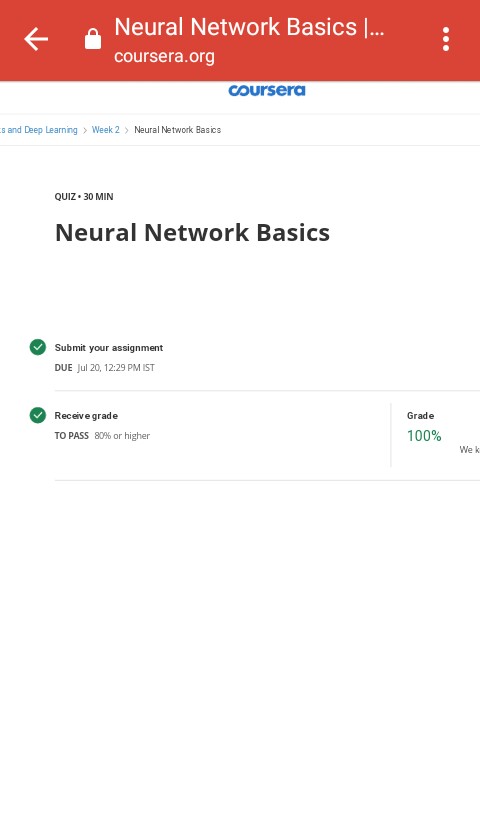 Neural Network Basics |...
coursera.org
coursera
s and Deep Learning > Week 2 > Neural Network Basics
QUIZ • 30 MIN
Neural Network Basics
Submit your assignment
DUE Jul 20, 12:29 PM IST
Receive grade
Grade
TO PASS 80% or higher
100%
We k